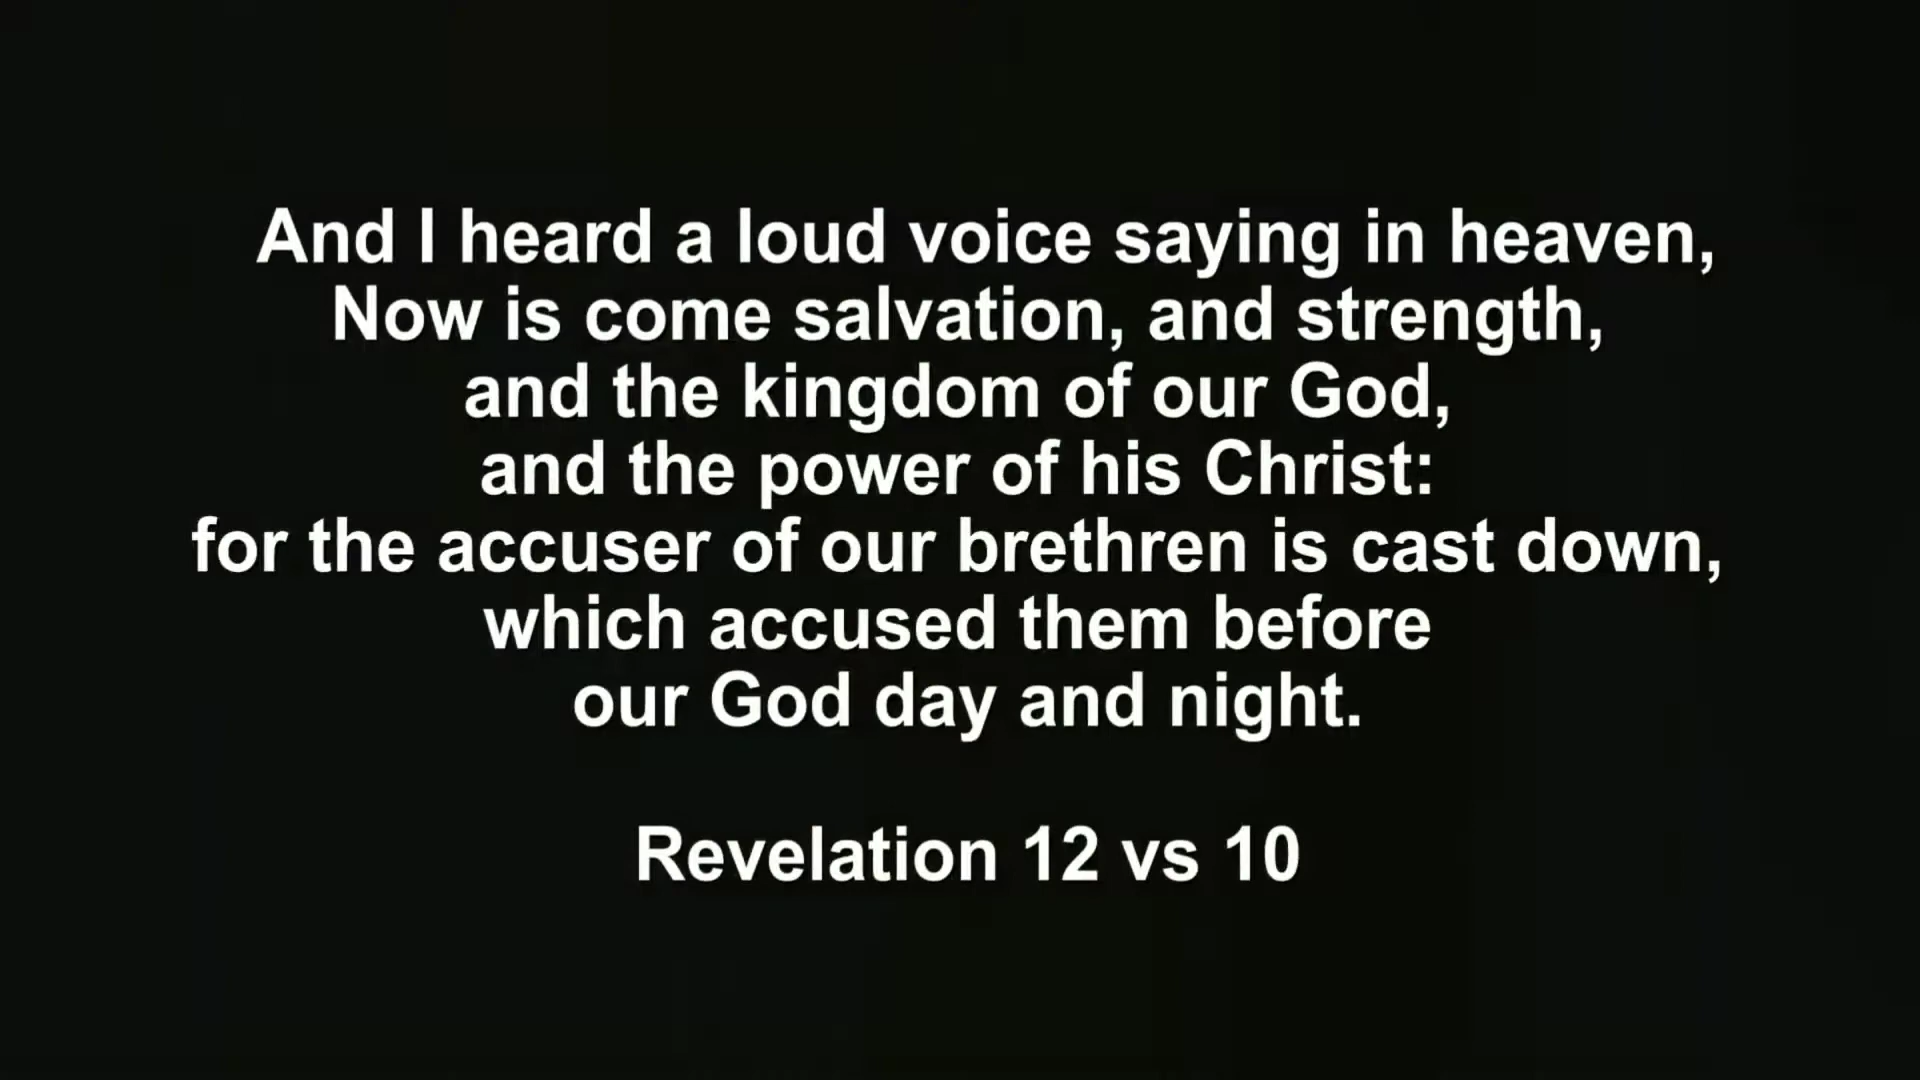 And I heard a loud voice saying in heaven,
Now is come salvation, and strength,
and the kingdom of our God,
and the power of his Christ:
for the accuser of our brethren is cast down,
which accused them before
our God day and night.
Revelation 12 vs 10